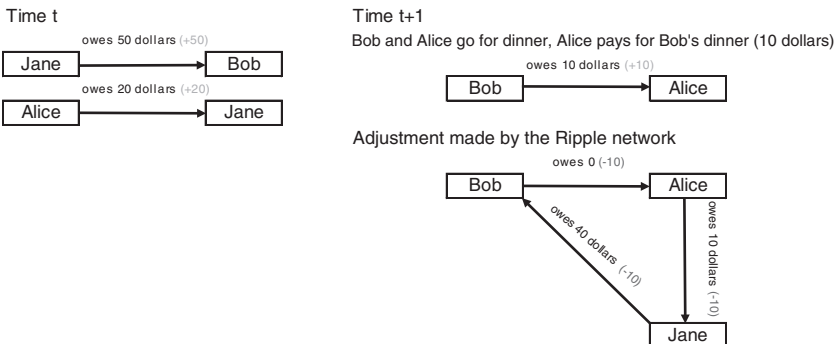 Time t
owes 50 dollars (+50)
Jane
Bob
owes 20 dollars (+20)
Alice
Jane
Time t+1
Bob and Alice go for dinner, Alice pays for Bob's dinner (10 dollars)
owes 10 dollars (+10)
Bob
Alice
Adjustment made by the Ripple network
owes 0 (-10)
Bob
Alice
owes 40 dollars (-10)
owes 10 dollars (-10)
Jane